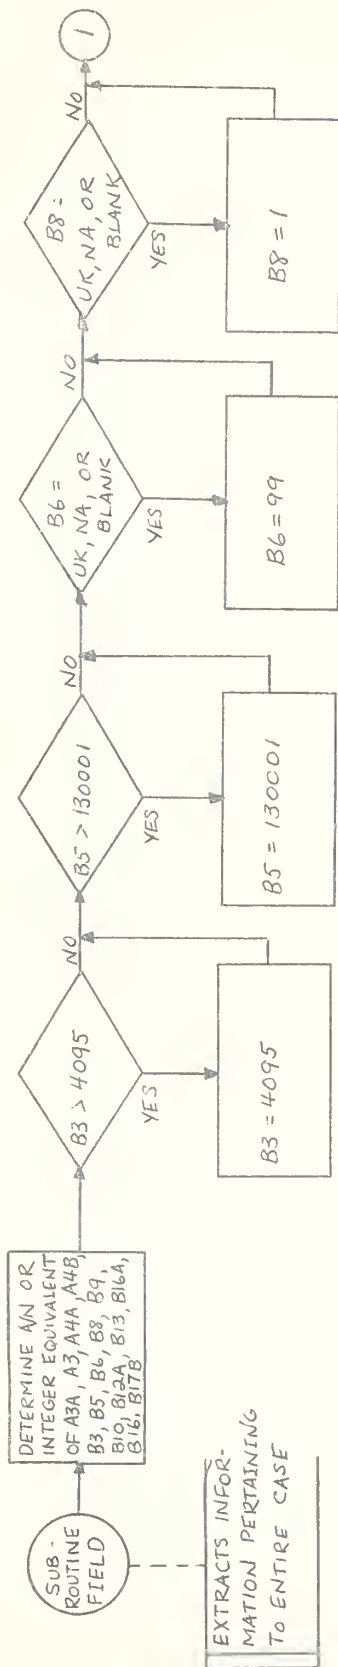 SUB-
ROUTINE
FIELD
EXTRACTS INFOR-
MATION PERTAINING
TO ENTIRE CASE
DETERMINE A/N OR
INTEGER EQUIVALENT
OF A3A, A3, A4A, A4B,
B3, B5, B6, B8, B9,
B10, B12A, B13, B16A,
B16, B17B
B3 > 4095
NO
YES
B3 = 4095
B5 > 130001
NO
YES
B5 = 130001
B6 =
UK, NA, OR
BLANK
NO
YES
B6 = 99
B8 =
UK, NA, OR
BLANK
NO
YES
B8 = 1
1